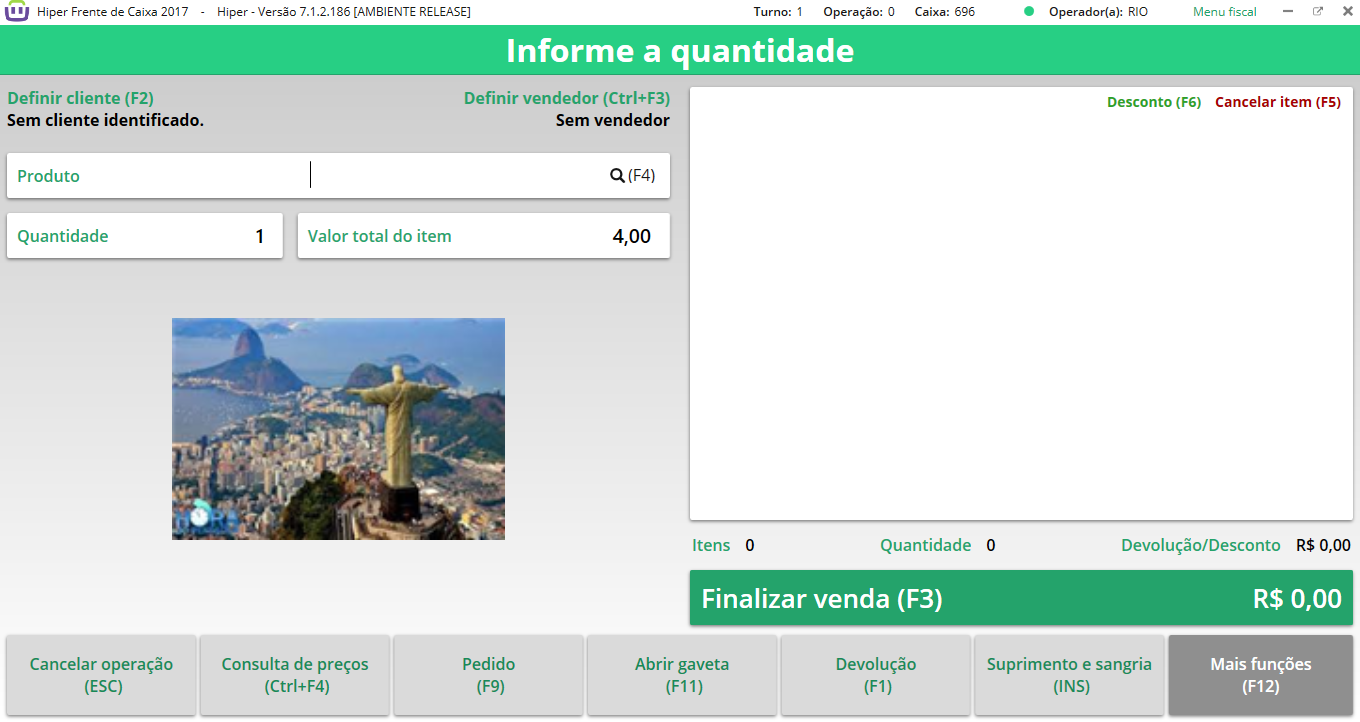 Hiper Frente de Caixa 2017 - Hiper - Versão 7.1.2.186 [AMBIENTE RELEASE] Turno: 1 Operação: 0 Caixa: 696 Operador(a): RIO Menu fiscal
Informe a quantidade
Definir cliente (F2) Definir vendedor (Ctrl+F3)
Sem cliente identificado. Sem vendedor
Produto (F4)
Quantidade 1 Valor total do item 4,00
HORA
Desconto (F6) Cancelar item (F5)
Itens 0 Quantidade 0 Devolução/Desconto R$ 0,00
Finalizar venda (F3) R$ 0,00
Cancelar operação
(ESC)
Consulta de preços
(Ctrl+F4)
Pedido
(F9)
Abrir gaveta
(F11)
Devolução
(F1)
Suprimento e sangria
(INS)
Mais funções
(F12)